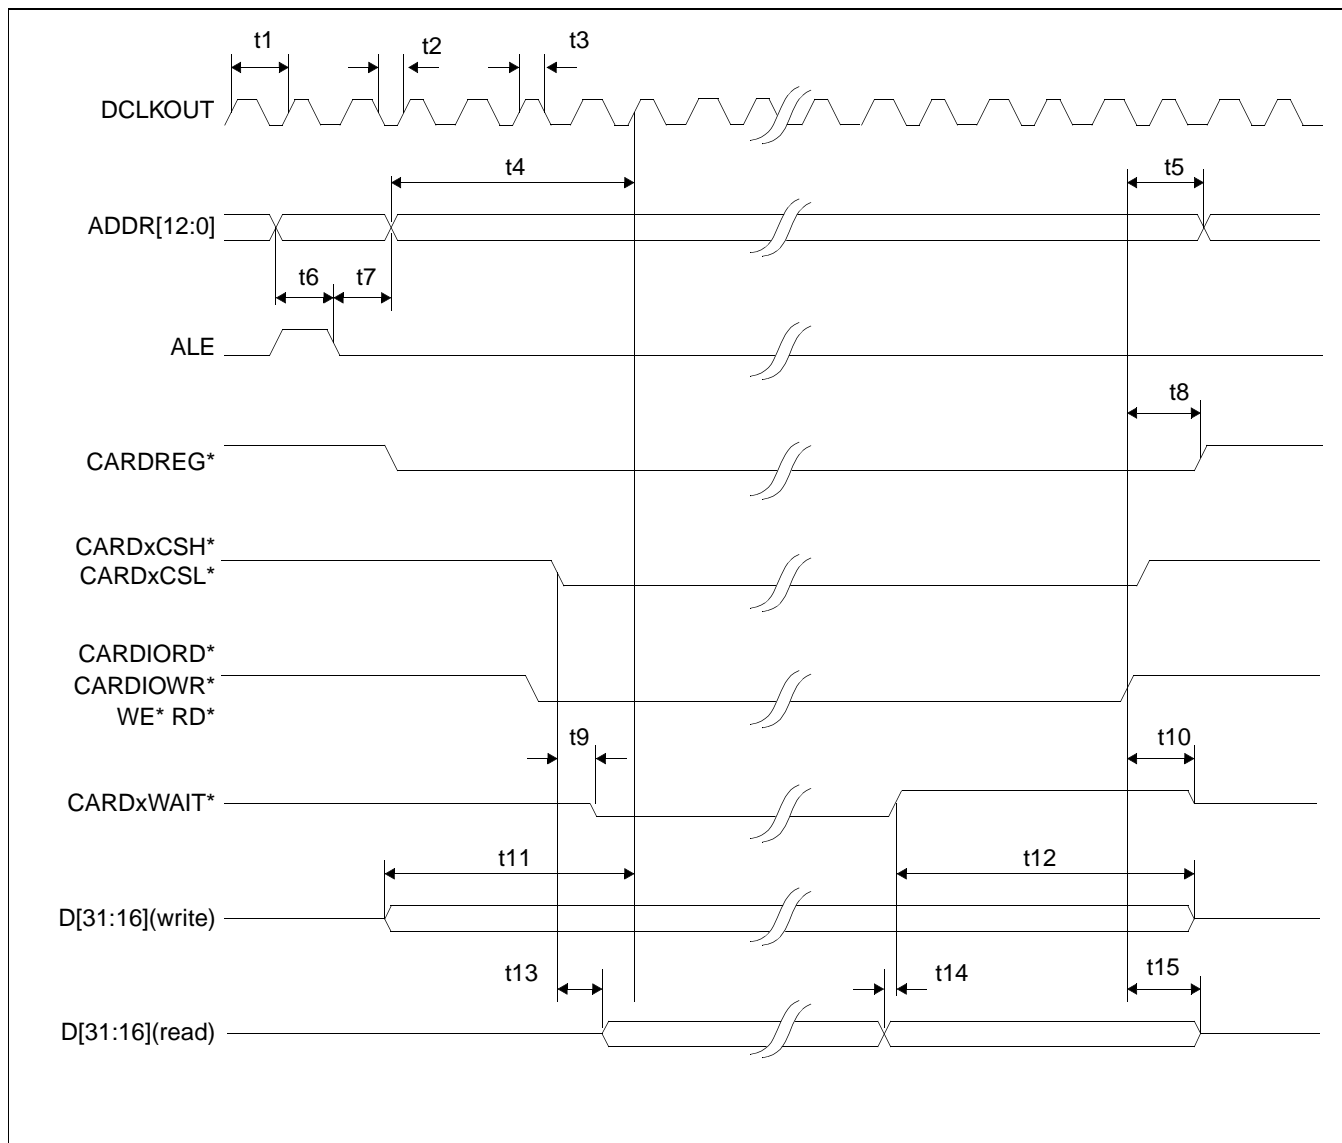 t1
t2
t3
DCLKOUT
t4
t5
ADDR[12:0]
t6
t7
ALE
t8
CARDREG*
CARDxCSH*
CARDxCSL*
CARDIORD*
CARDIOWR*
WE* RD*
t9
t10
CARDxWAIT*
t11
t12
D[31:16](write)
t13
t14
t15
D[31:16](read)